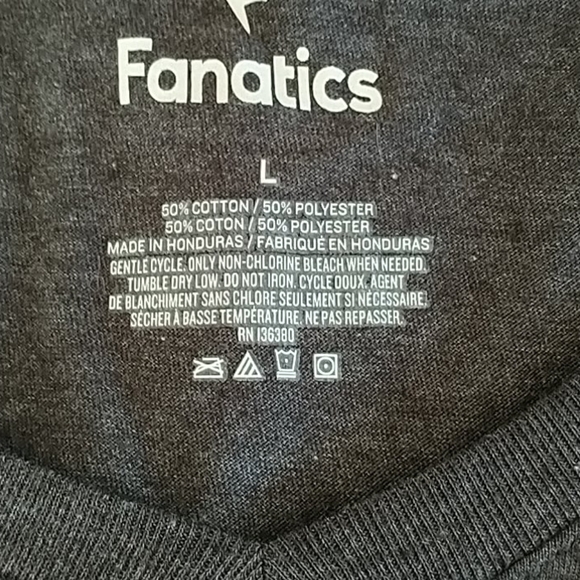 Fanatics
L
50% COTTON / 50% POLYESTER
50% COTON / 50% POLYESTER
MADE IN HONDURAS / FABRIQUÉ EN HONDURAS
GENTLE CYCLE. ONLY NON-CHLORINE BLEACH WHEN NEEDED.
TUMBLE DRY LOW. DO NOT IRON. CYCLE DOUX. AGENT
DE BLANCHIMENT SANS CHLORE SEULEMENT SI NÉCESSAIRE.
SÉCHER À BASSE TEMPÉRATURE. NE PAS REPASSER.
RN 136380